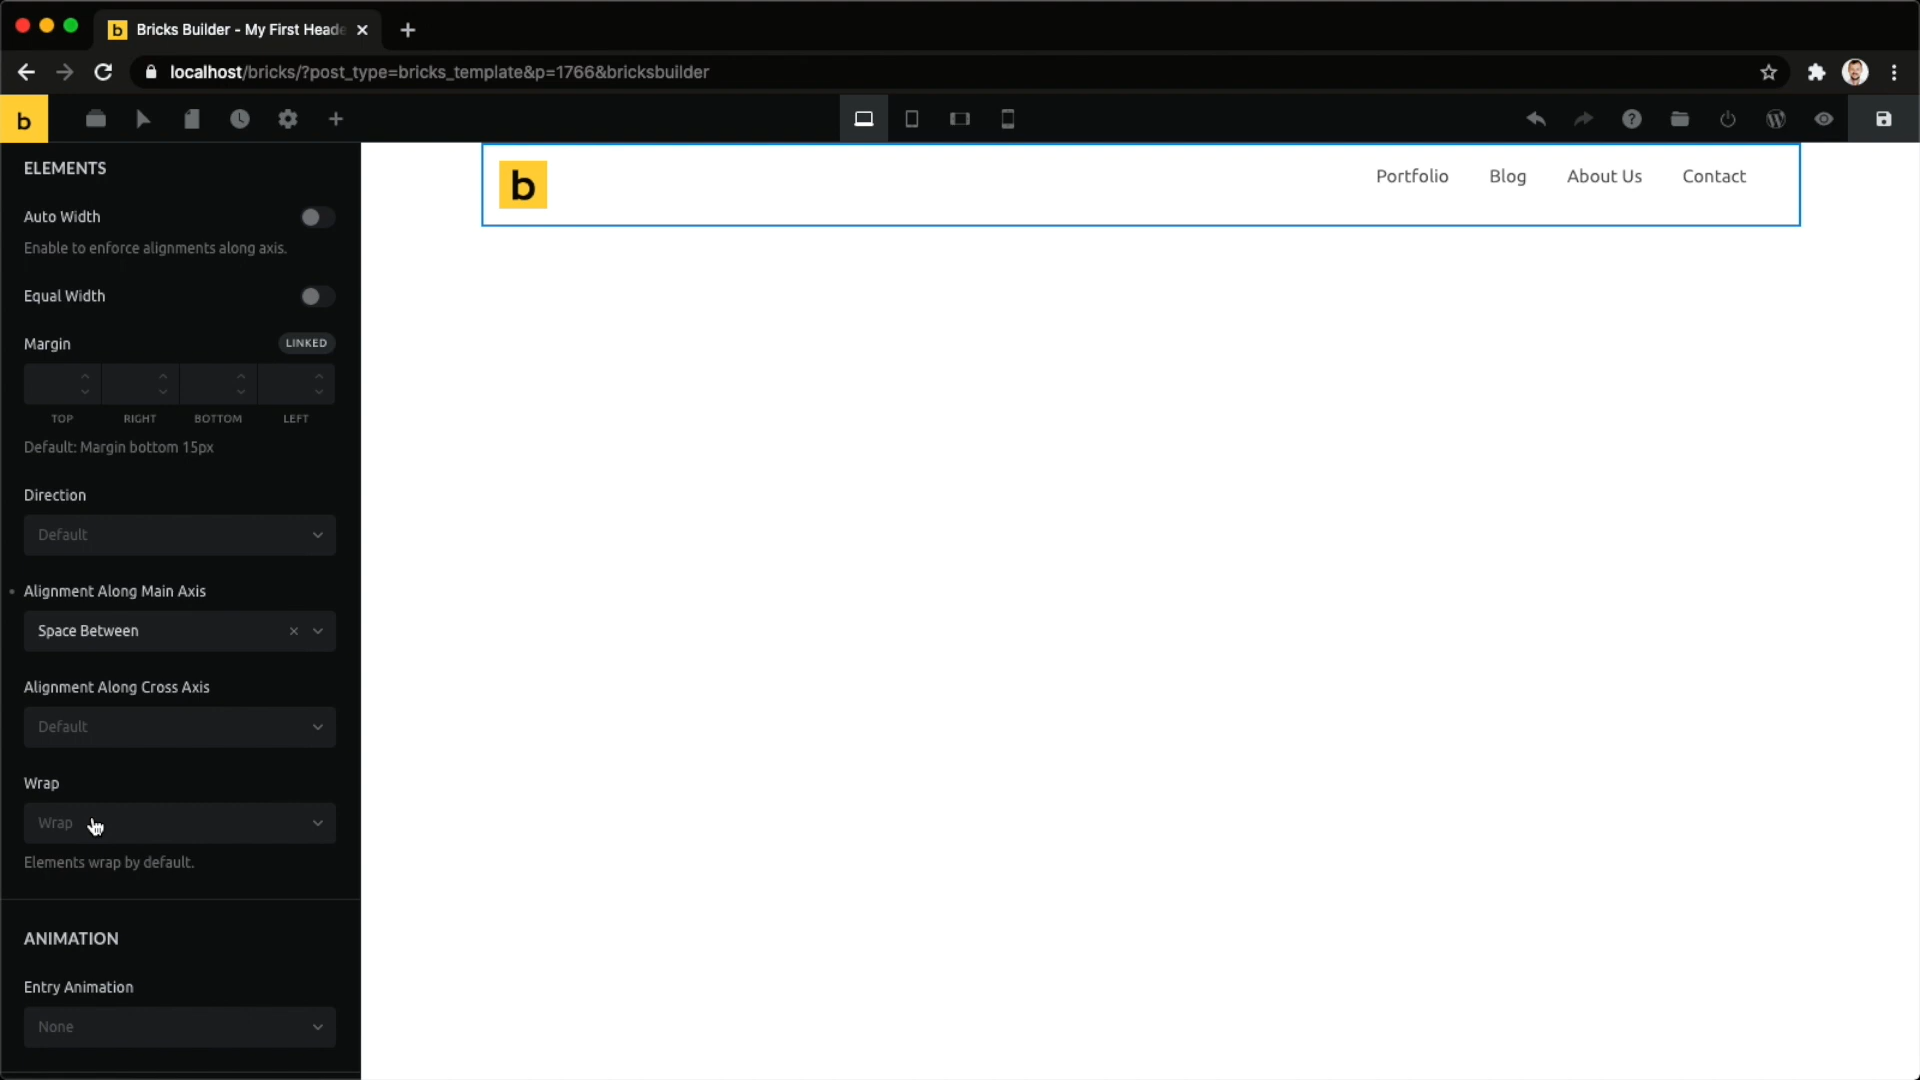 Bricks Builder - My First Heade
localhost/bricks/?post_type=bricks_template&p=1766&bricksbuilder
b
ELEMENTS
Auto Width
Enable to enforce alignments along axis.
Equal Width
Margin
LINKED
TOP RIGHT BOTTOM LEFT
Default: Margin bottom 15px
Direction
Default
Alignment Along Main Axis
Space Between
Alignment Along Cross Axis
Default
Wrap
Wrap
Elements wrap by default.
ANIMATION
Entry Animation
None
b
Portfolio Blog About Us Contact